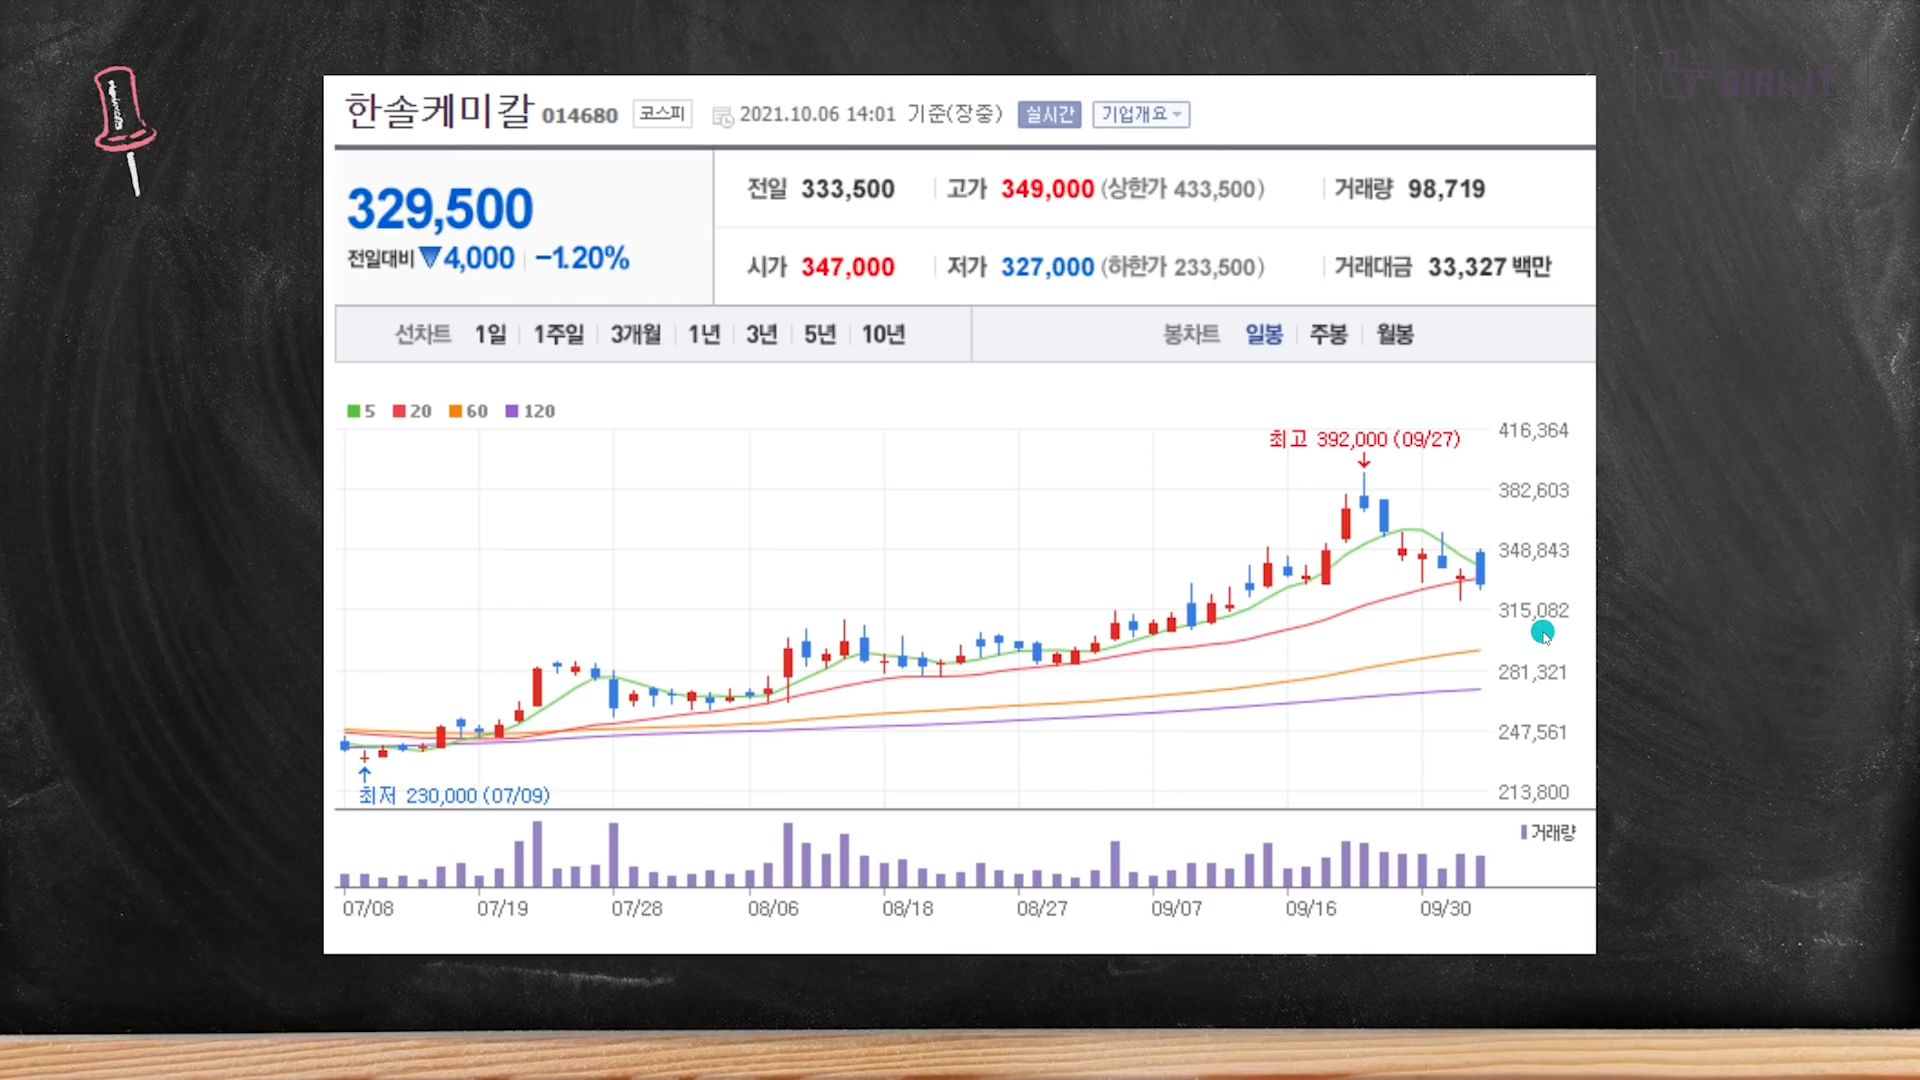 GIRL-IT
한솔케미칼 014680 코스피 2021.10.06 14:01 기준(장중) 실시간 기업개요
329,500
전일대비 ▼4,000 -1.20%
전일 333,500 고가 349,000 (상한가 433,500) 거래량 98,719
시가 347,000 저가 327,000 (하한가 233,500) 거래대금 33,327 백만
선차트 1일 1주일 3개월 1년 3년 5년 10년 봉차트 일봉 주봉 월봉
5 20 60 120
최고 392,000 (09/27)
416,364
382,603
348,843
315,082
281,321
247,561
213,800
최저 230,000 (07/09)
거래량
07/08 07/19 07/28 08/06 08/18 08/27 09/07 09/16 09/30